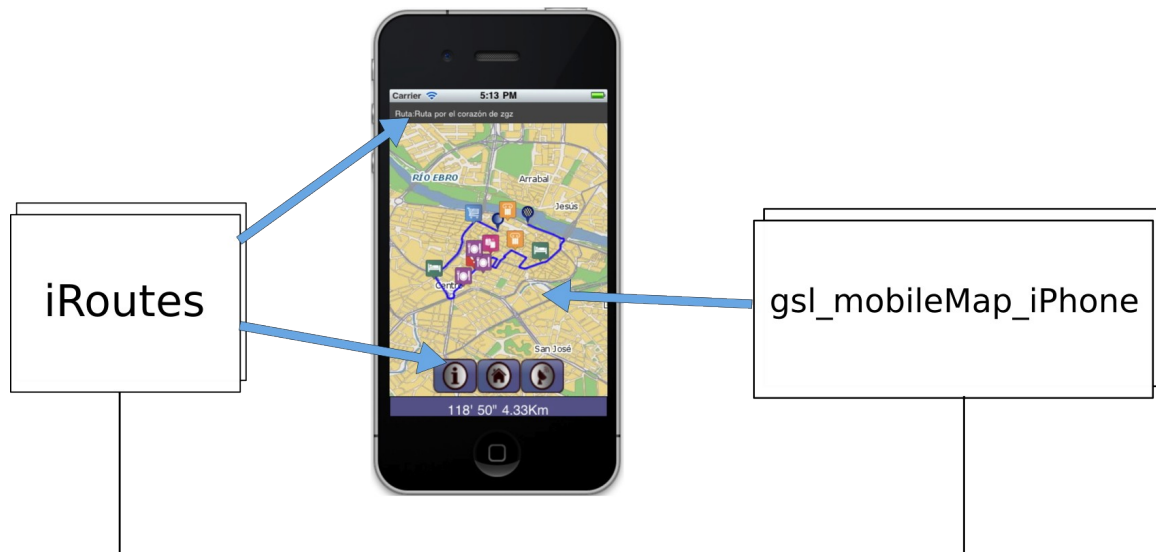 Carrier 5:13 PM
Ruta:Ruta por el corazón de zgz
RÍO EBRO
Arrabal
Jesús
Centro
San José
118' 50" 4.33Km
iRoutes
gsl_mobileMap_iPhone